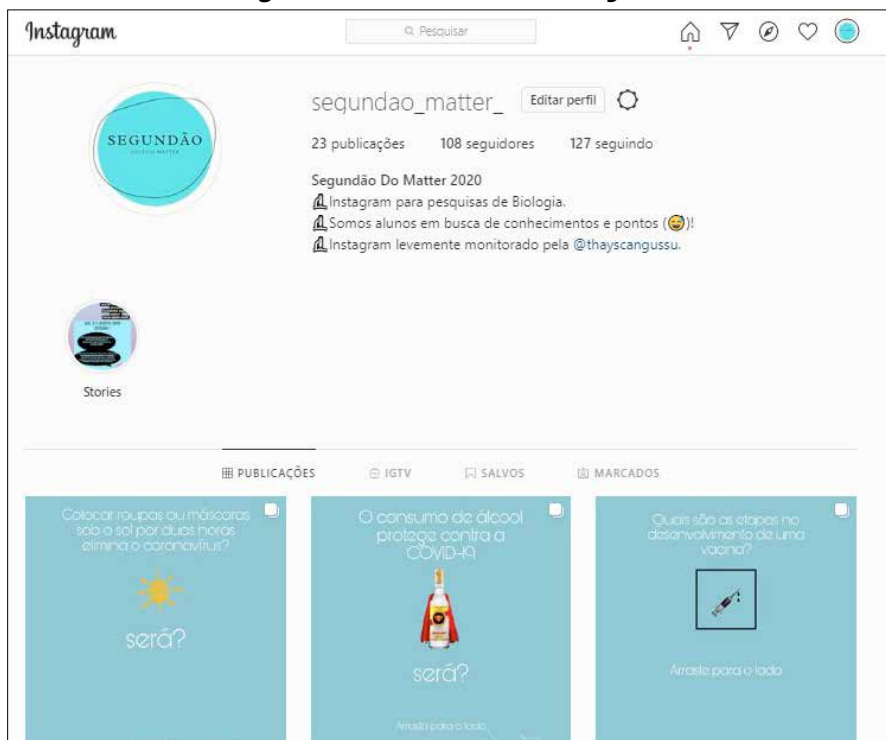 Instagram
Pesquisar
segundao_matter_ Editar perfil
23 publicações 108 seguidores 127 seguindo
Segundão Do Matter 2020
Instagram para pesquisas de Biologia.
Somos alunos em busca de conhecimentos e pontos (😅)!
Instagram levemente monitorado pela @thayscangussu.
SEGUNDÃO
COLÉGIO MATTER
Stories
PUBLICAÇÕES IGTV SALVOS MARCADOS
Colocar roupas ou máscaras
sob o sol por duas horas
elimina o coronavírus?
será?
O consumo de álcool
protege contra a
COVID-19
será?
Arrasta para o lado
Quais são as etapas no
desenvolvimento de uma
vacina?
Arraste para o lado